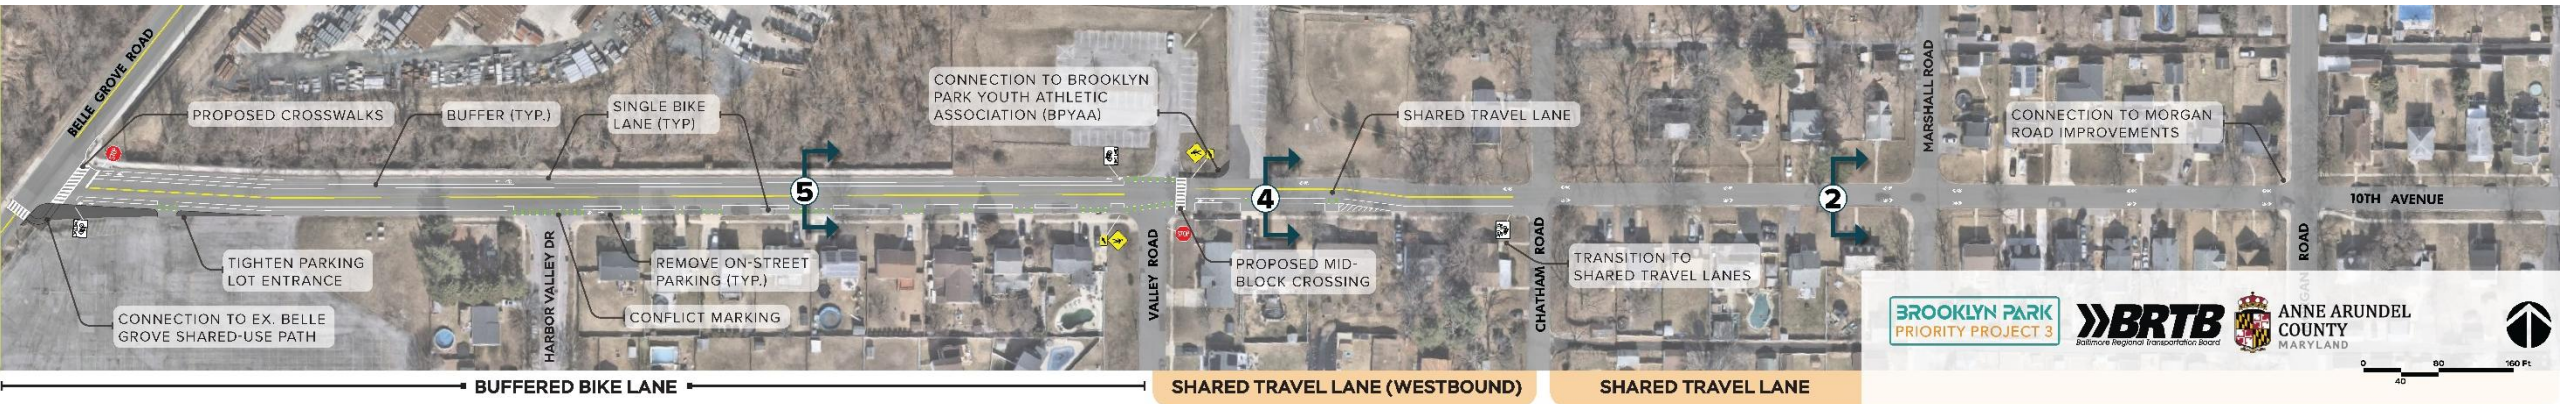 BELLE GROVE ROAD
PROPOSED CROSSWALKS
BUFFER (TYP.)
SINGLE BIKE
LANE (TYP)
CONNECTION TO BROOKLYN
PARK YOUTH ATHLETIC
ASSOCIATION (BPYAA)
SHARED TRAVEL LANE
MARSHALL ROAD
CONNECTION TO MORGAN
ROAD IMPROVEMENTS
STOP
5
4
2
10TH AVENUE
TIGHTEN PARKING
LOT ENTRANCE
CONNECTION TO EX. BELLE
GROVE SHARED-USE PATH
HARBOR VALLEY DR
REMOVE ON-STREET
PARKING (TYP.)
CONFLICT MARKING
VALLEY ROAD
STOP
PROPOSED MID-
BLOCK CROSSING
CHATHAM ROAD
TRANSITION TO
SHARED TRAVEL LANES
ROAD
BROOKLYN PARK
PRIORITY PROJECT 3
BRTB
Baltimore Regional Transportation Board
ANNE ARUNDEL
COUNTY
MARYLAND
0 80 160 Ft
40
BUFFERED BIKE LANE
SHARED TRAVEL LANE (WESTBOUND)
SHARED TRAVEL LANE